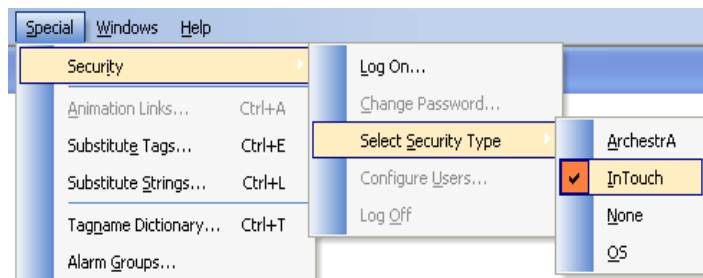 Special Windows Help
Security
Animation Links... Ctrl+A
Substitute Tags... Ctrl+E
Substitute Strings... Ctrl+L
Tagname Dictionary... Ctrl+T
Alarm Groups...
Log On...
Change Password...
Select Security Type
Configure Users...
Log Off
ArchestrA
InTouch
None
OS